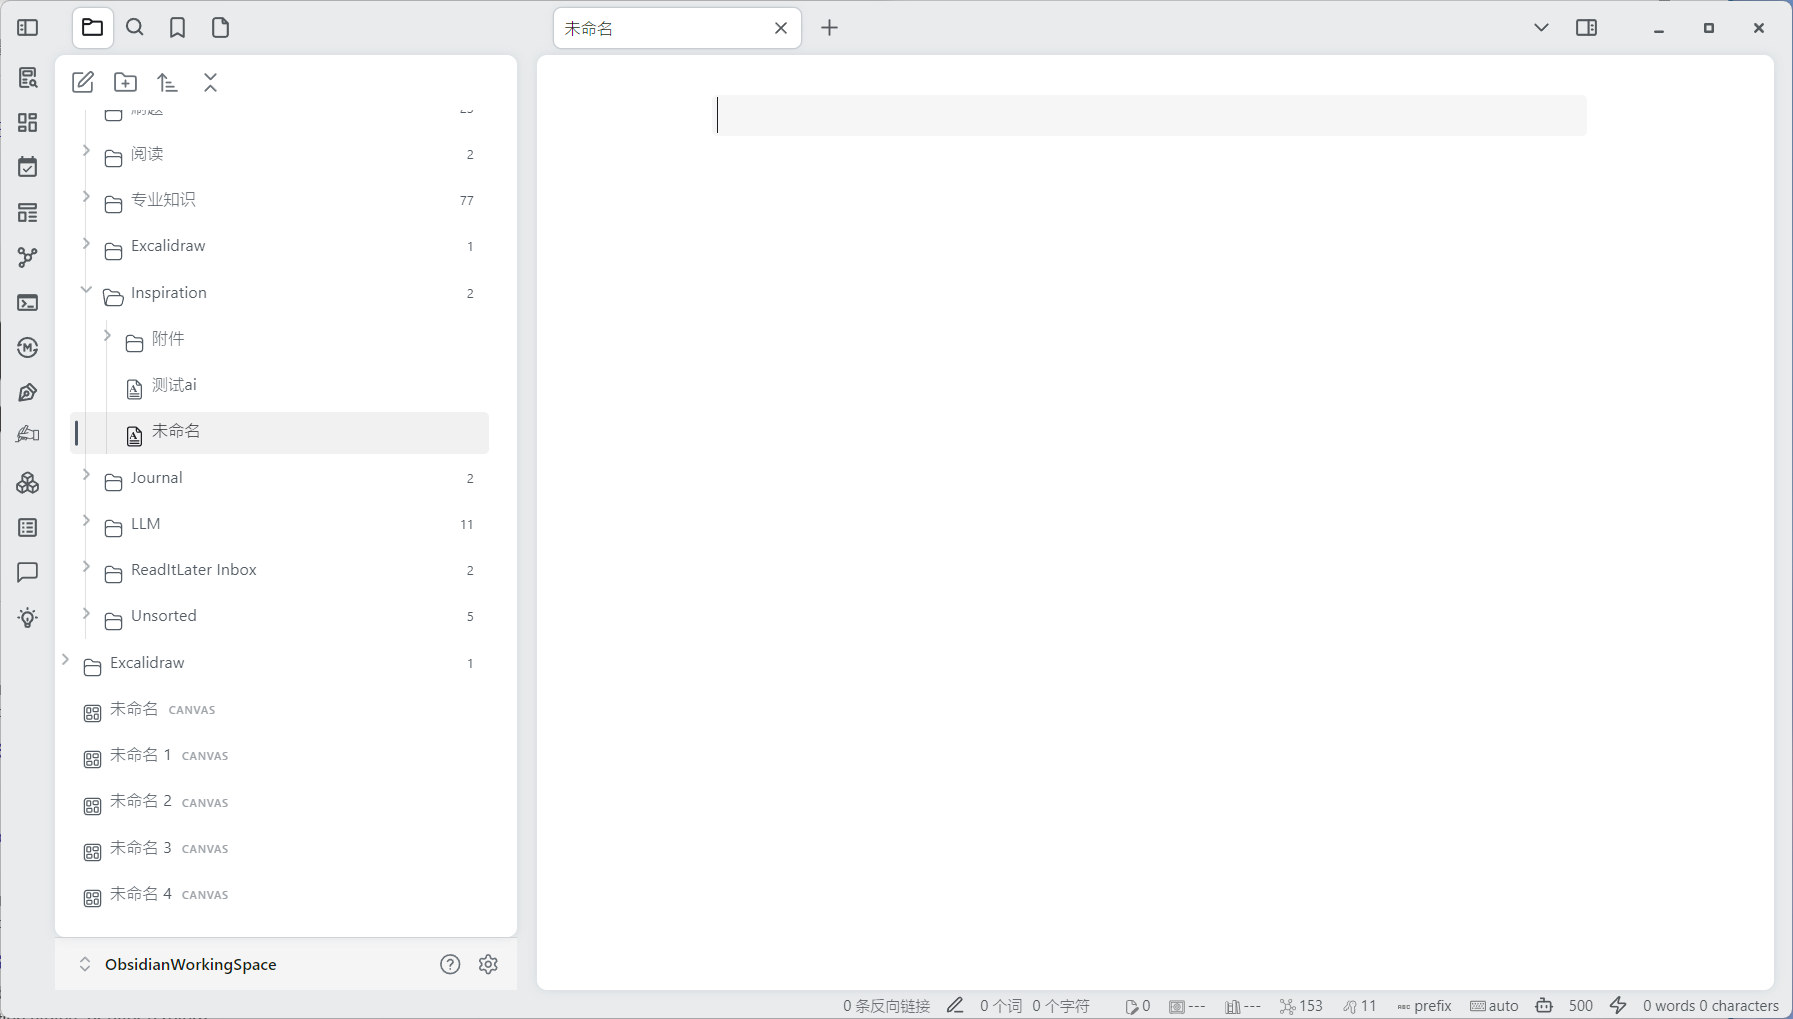 未命名
阅读 2
专业知识 77
Excalidraw 1
Inspiration 2
附件
测试ai
未命名
Journal 2
LLM 11
ReadItLater Inbox 2
Unsorted 5
Excalidraw 1
未命名 CANVAS
未命名 1 CANVAS
未命名 2 CANVAS
未命名 3 CANVAS
未命名 4 CANVAS
ObsidianWorkingSpace
0 条反向链接 0 个词 0 个字符 0 --- --- 153 11 prefix auto 500 0 words 0 characters